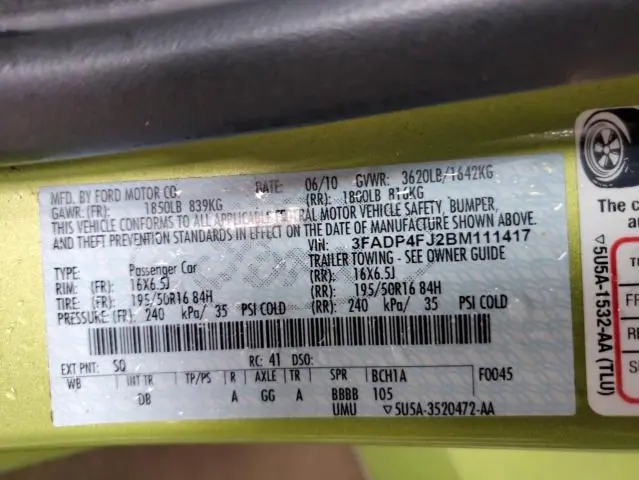 MFD. BY FORD MOTOR CO.
DATE: 06/10 GVWR: 3620LB/1642KG
GAWR: (FR): 1850LB 839KG (RR): 1800LB 816KG
THIS VEHICLE CONFORMS TO ALL APPLICABLE FEDERAL MOTOR VEHICLE SAFETY, BUMPER,
AND THEFT PREVENTION STANDARDS IN EFFECT ON THE DATE OF MANUFACTURE SHOWN ABOVE.
VIN: 3FADP4FJ2BM111417
TYPE: Passenger Car TRAILER TOWING - SEE OWNER GUIDE
RIM: (FR): 16X6.5J (RR): 16X6.5J
TIRE: (FR): 195/50R16 84H (RR): 195/50R16 84H
PRESSURE: (FR): 240 kPa/ 35 PSI COLD (RR): 240 kPa/ 35 PSI COLD
EXT PNT: SQ RC: 41 DSO:
WB INT TR TP/PS R AXLE TR SPR BCH1A F0045
DB A GG A BBBB 105
UMU ▽5U5A-3520472-AA
▽5U5A-1532-AA (TLU)